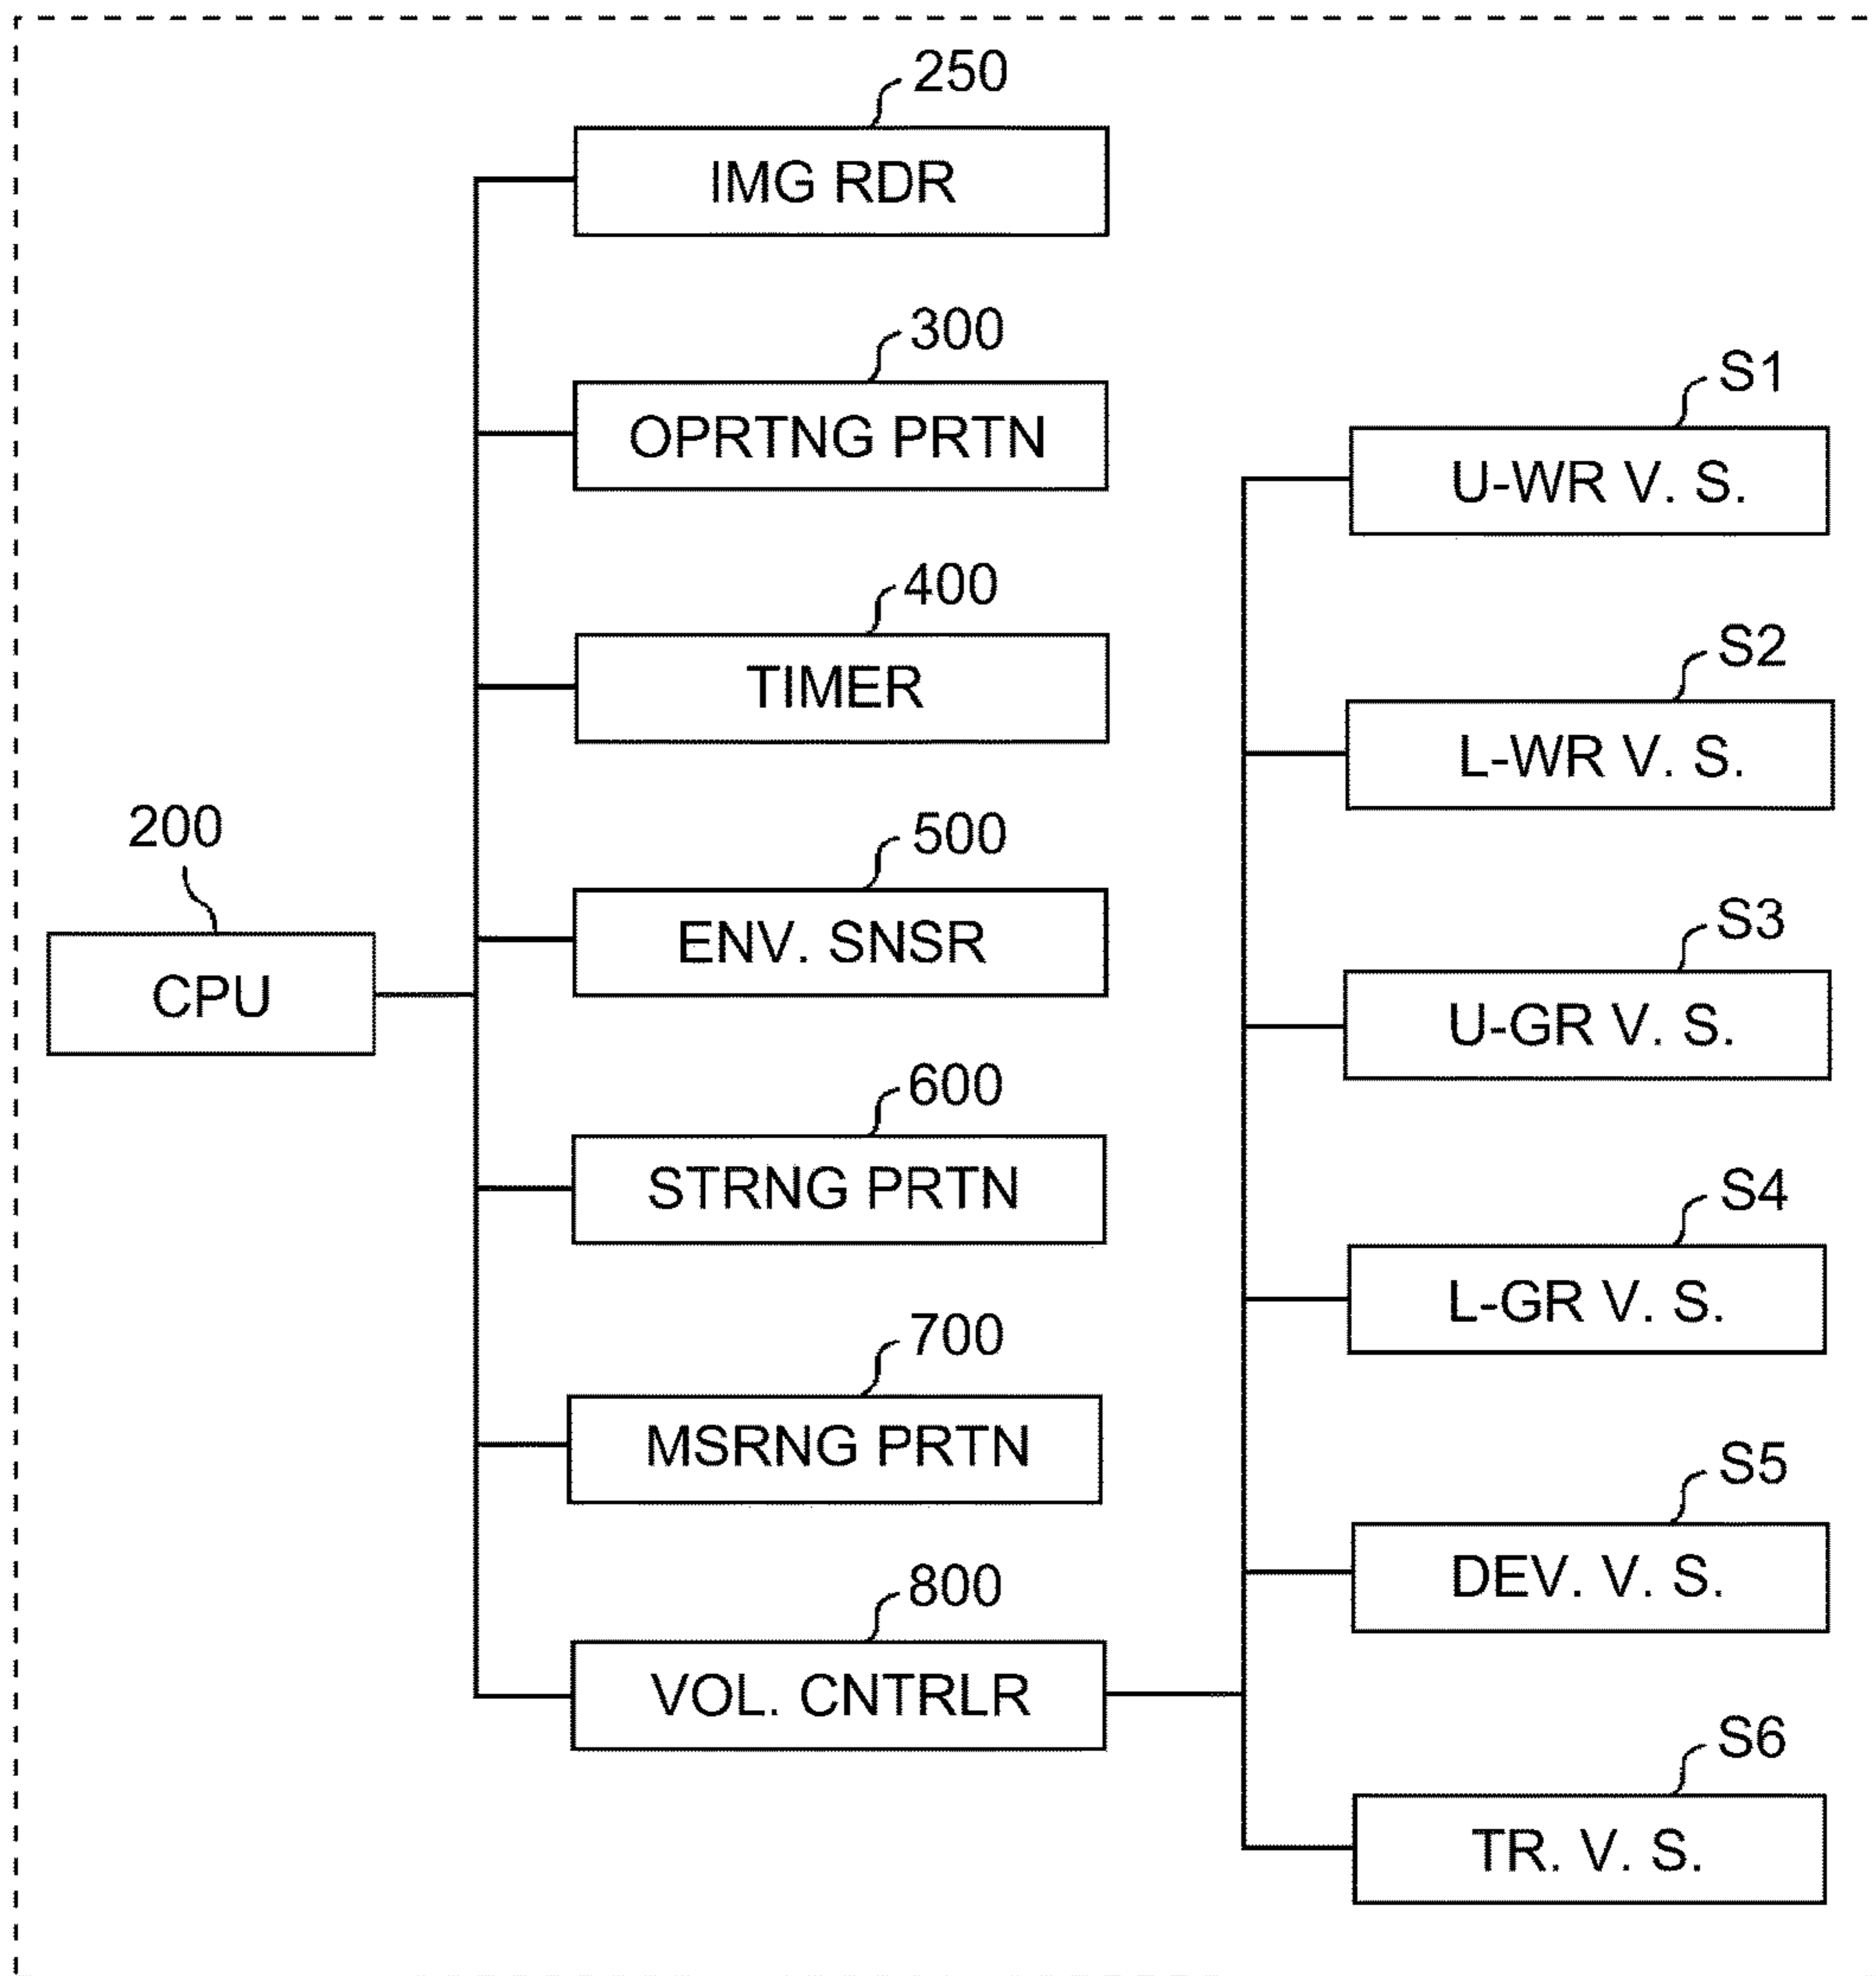 250
IMG RDR
300
OPRTNG PRTN
S1
U-WR V. S.
400
TIMER
S2
L-WR V. S.
200
CPU
500
ENV. SNSR
S3
U-GR V. S.
600
STRNG PRTN
S4
L-GR V. S.
700
MSRNG PRTN
S5
DEV. V. S.
800
VOL. CNTRLR
S6
TR. V. S.